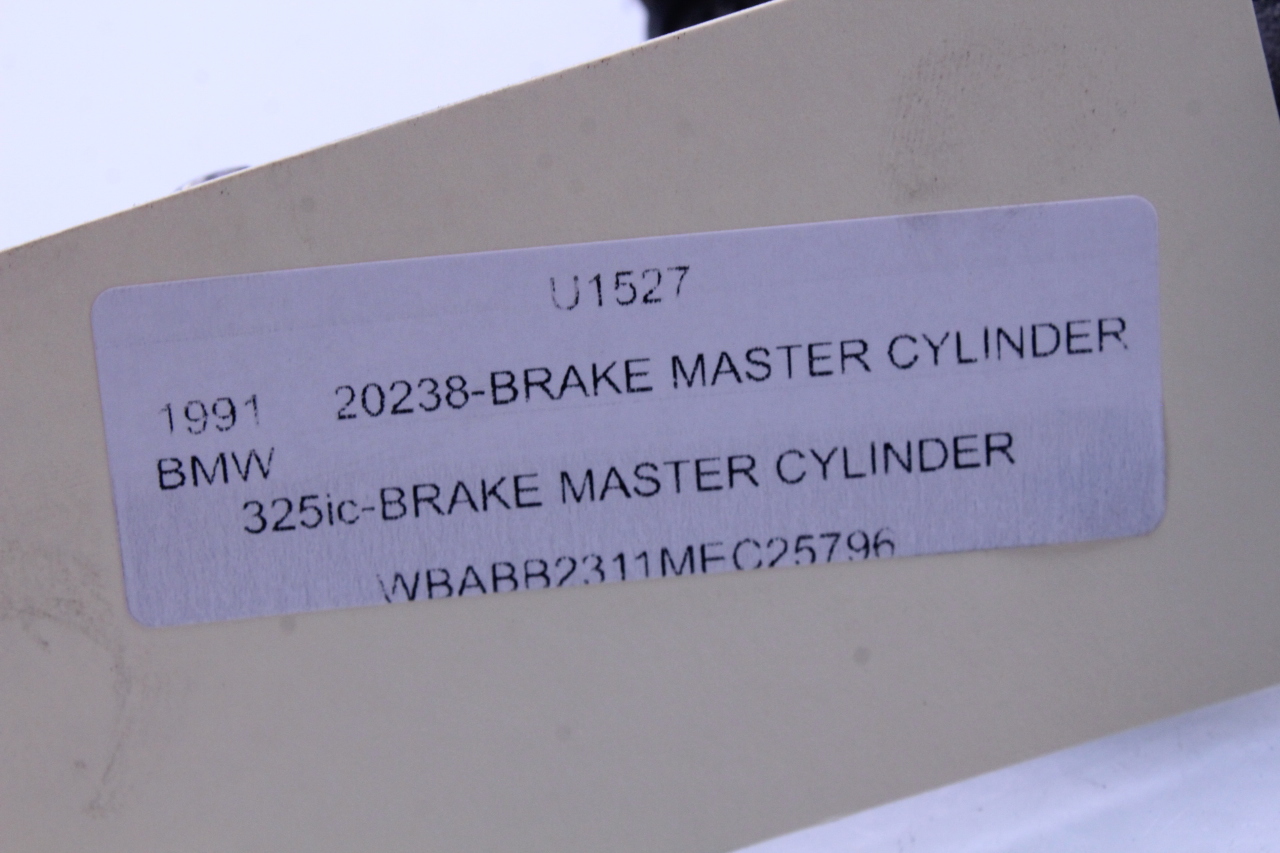 U1527
1991 20238-BRAKE MASTER CYLINDER
BMW
325ic-BRAKE MASTER CYLINDER
WBABB2311MEC25796